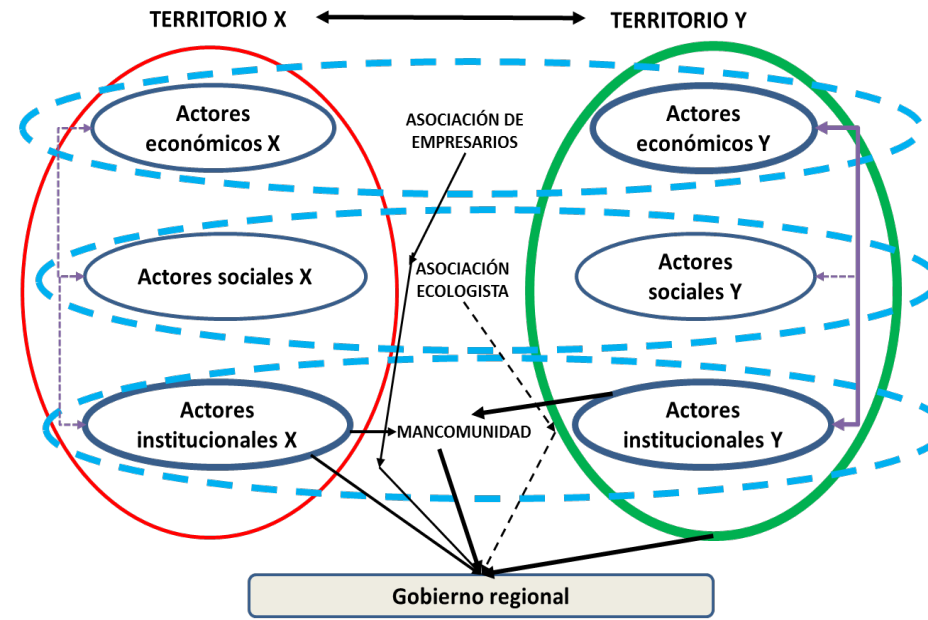 TERRITORIO X
TERRITORIO Y
Actores
económicos X
ASOCIACIÓN DE
EMPRESARIOS
Actores
económicos Y
Actores sociales X
ASOCIACIÓN
ECOLOGISTA
Actores
sociales Y
Actores
institucionales X
MANCOMUNIDAD
Actores
institucionales Y
Gobierno regional